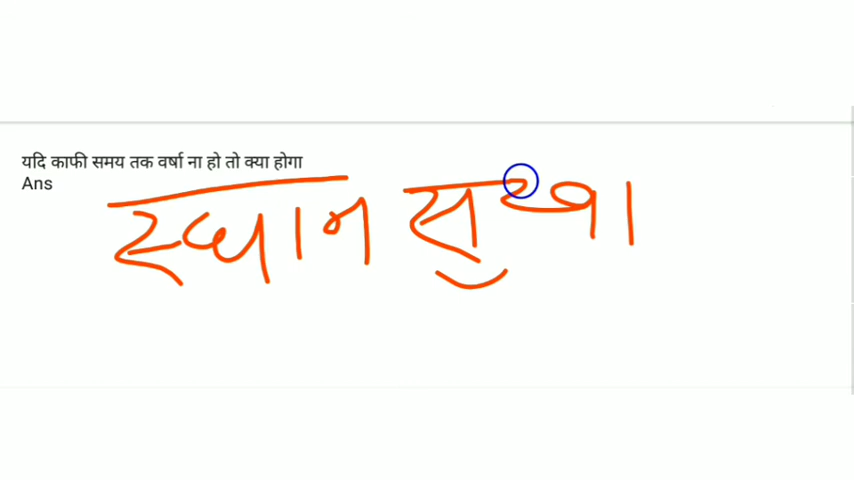 यदि काफी समय तक वर्षा ना हो तो क्या होगा
Ans
स्थान सुखा